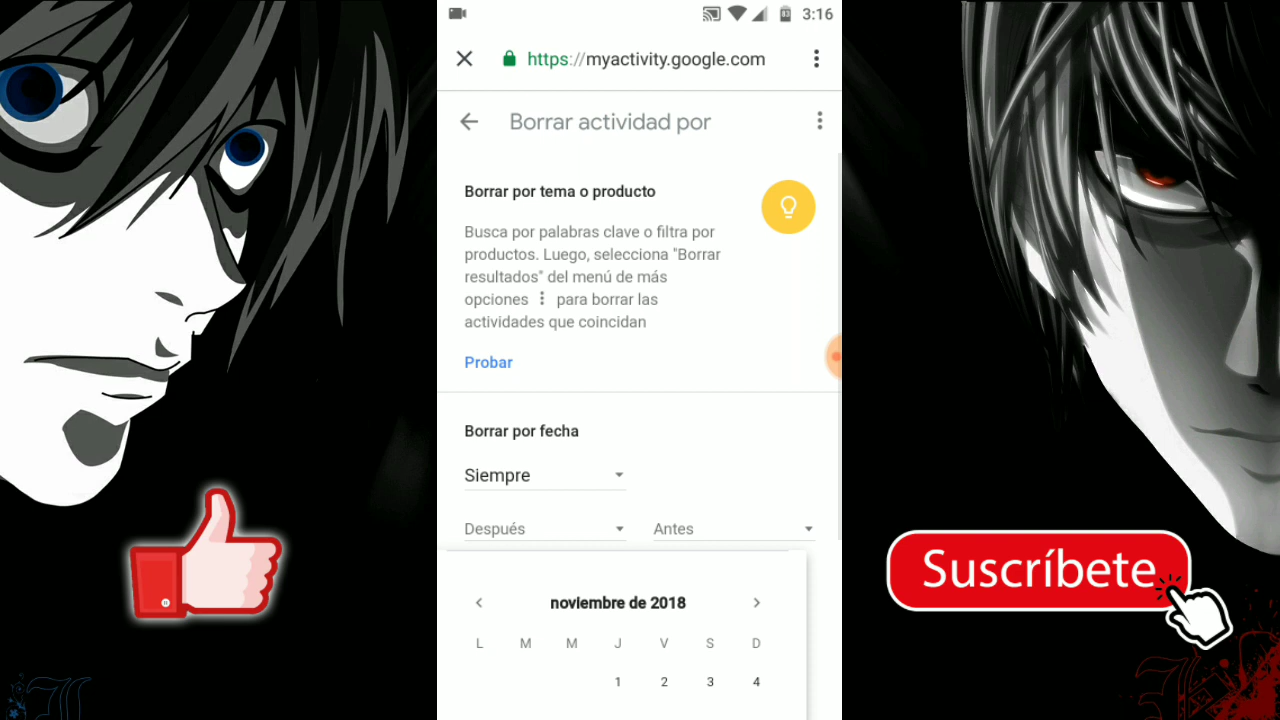 3:16
https://myactivity.google.com
Borrar actividad por
Borrar por tema o producto
Busca por palabras clave o filtra por
productos. Luego, selecciona "Borrar
resultados" del menú de más
opciones ⋮ para borrar las
actividades que coincidan
Probar
Borrar por fecha
Siempre
Después Antes
noviembre de 2018
L M M J V S D
1 2 3 4
Suscríbete